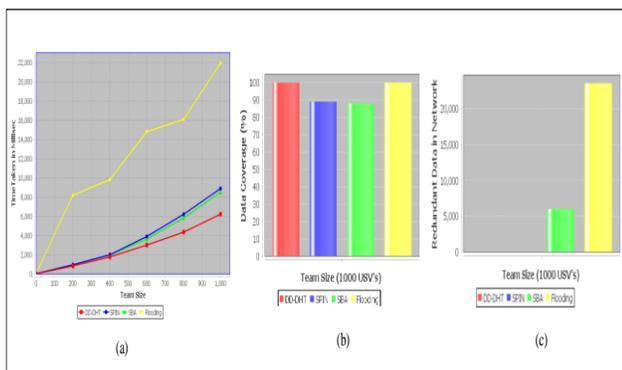 Time Taken in Millisec
22,000
20,000
18,000
16,000
14,000
12,000
10,000
8,000
6,000
4,000
2,000
0
0 100 200 300 400 500 600 700 800 900 1,000
Team Size
DD-DHT SPIN SBA Flooding
(a)
Data Coverage (%)
100
90
80
70
60
50
40
30
20
10
0
Team Size (1000 USV's)
DD-DHT SPIN SBA Flooding
(b)
Redundant Data in Network
20,000
15,000
10,000
5,000
0
Team Size (1000 USV's)
DD-DHT SPIN SBA Flooding
(c)